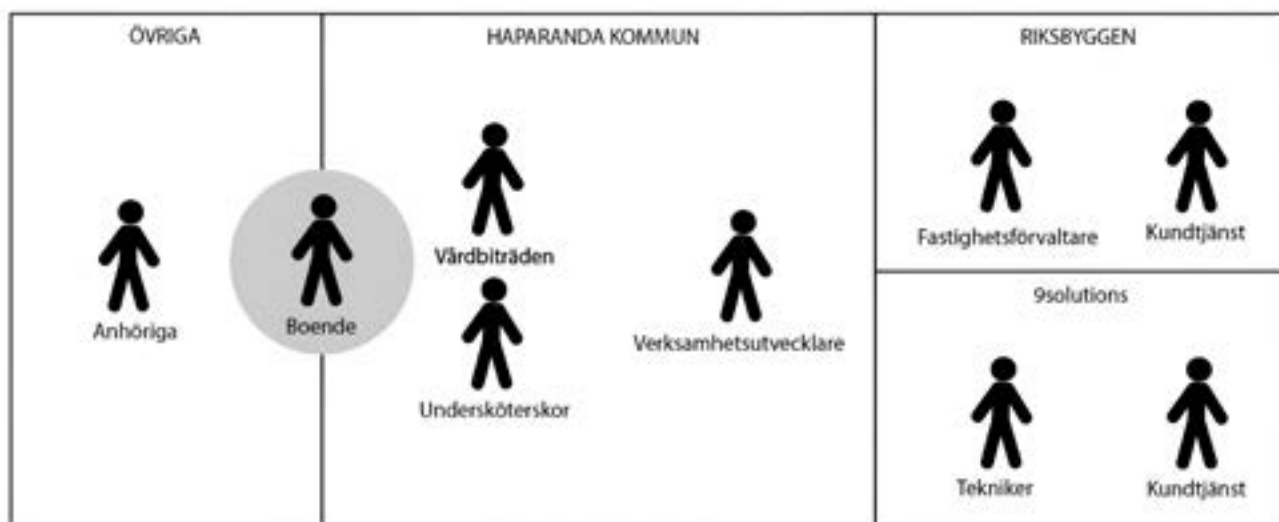 ÖVRIGA
Anhöriga
Boende
HAPARANDA KOMMUN
Vårdbiträden
Undersköterskor
Verksamhetsutvecklare
RIKSBYGGEN
Fastighetsförvaltare
Kundtjänst
9solutions
Tekniker
Kundtjänst